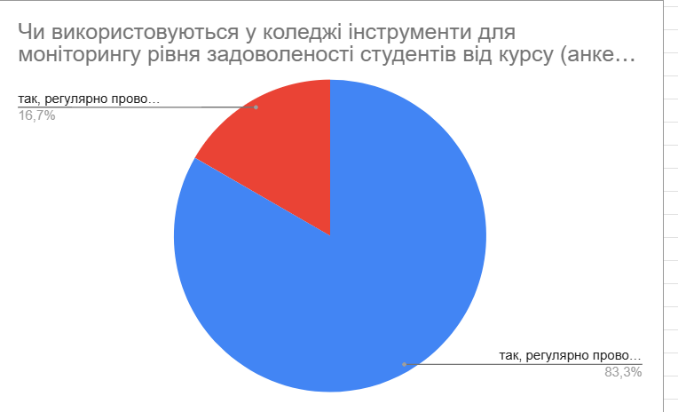 Чи використовуються у коледжі інструменти для
моніторингу рівня задоволеності студентів від курсу (анке…
так, регулярно прово…
16,7%
так, регулярно прово…
83,3%